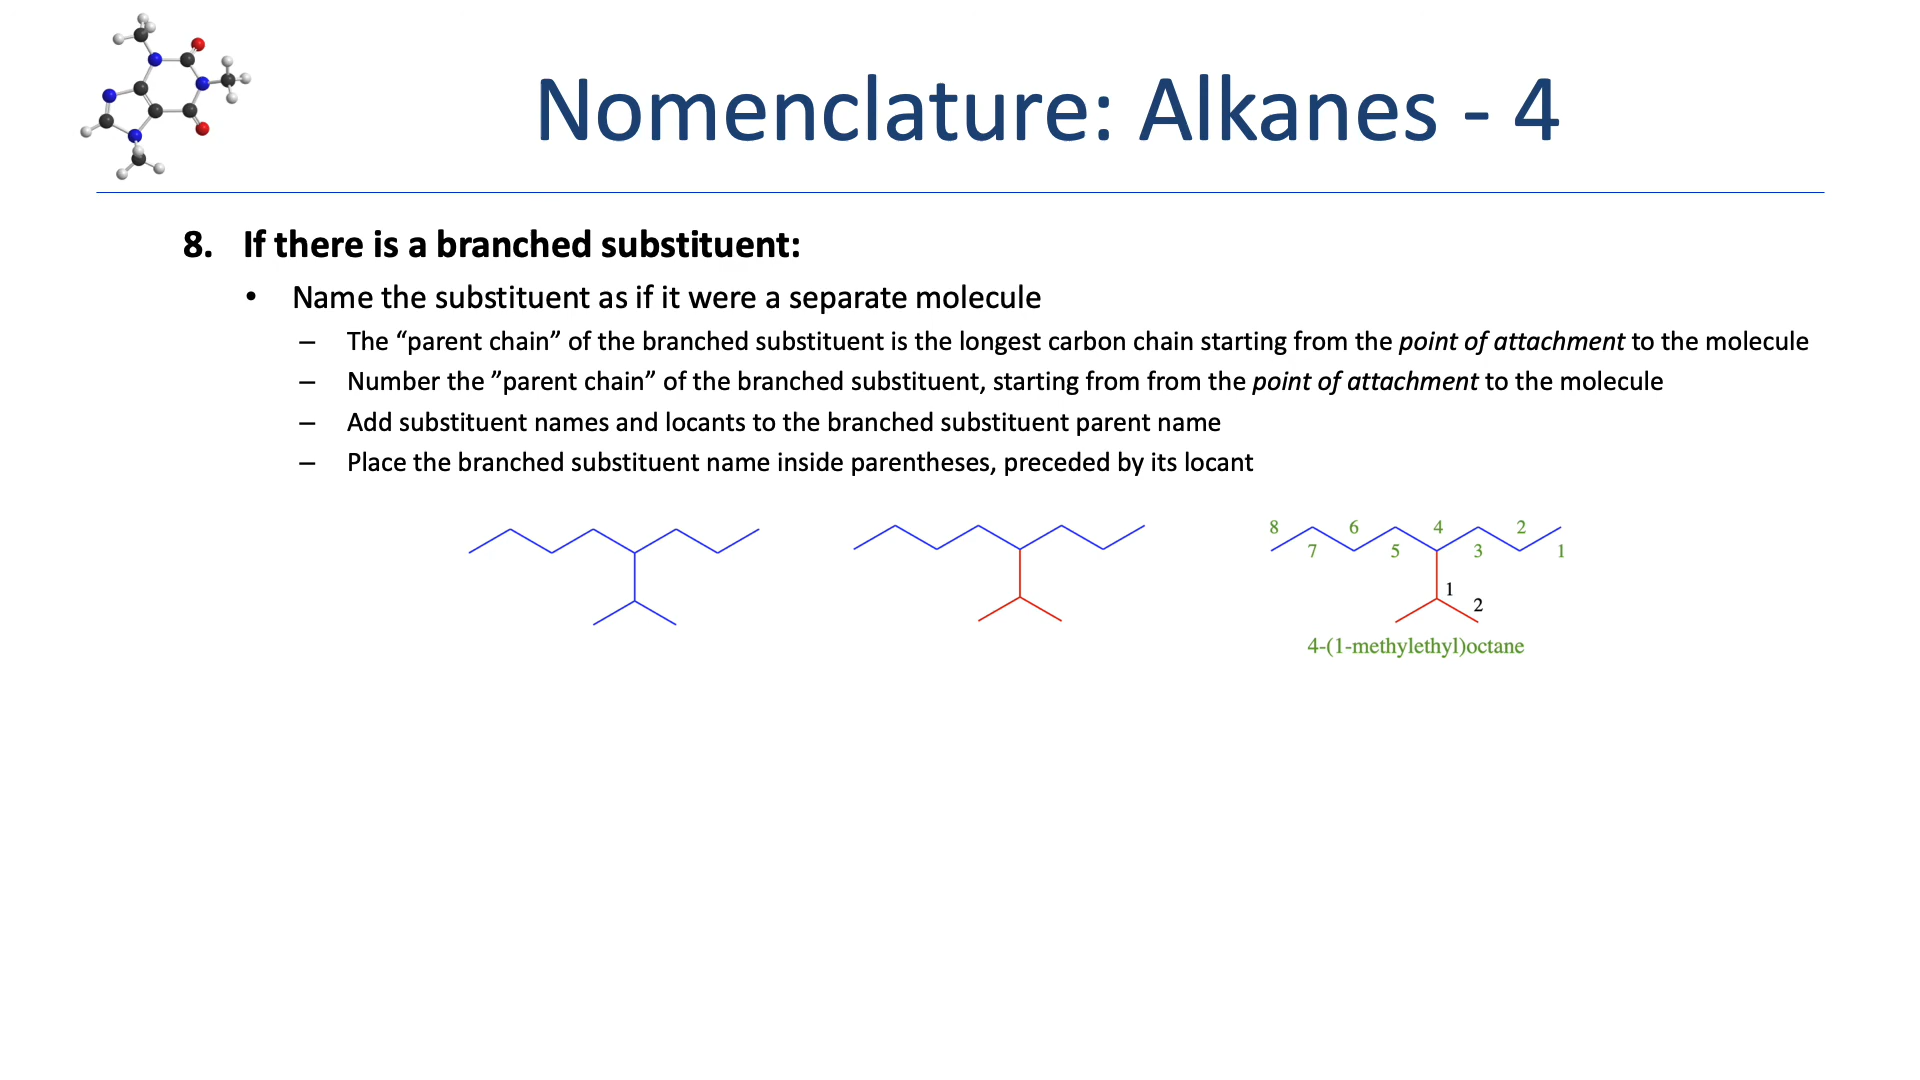 Nomenclature: Alkanes - 4
8. If there is a branched substituent:
• Name the substituent as if it were a separate molecule
– The “parent chain” of the branched substituent is the longest carbon chain starting from the point of attachment to the molecule
– Number the ”parent chain” of the branched substituent, starting from from the point of attachment to the molecule
– Add substituent names and locants to the branched substituent parent name
– Place the branched substituent name inside parentheses, preceded by its locant
8 6 4 2
7 5 3 1
1
2
4-(1-methylethyl)octane